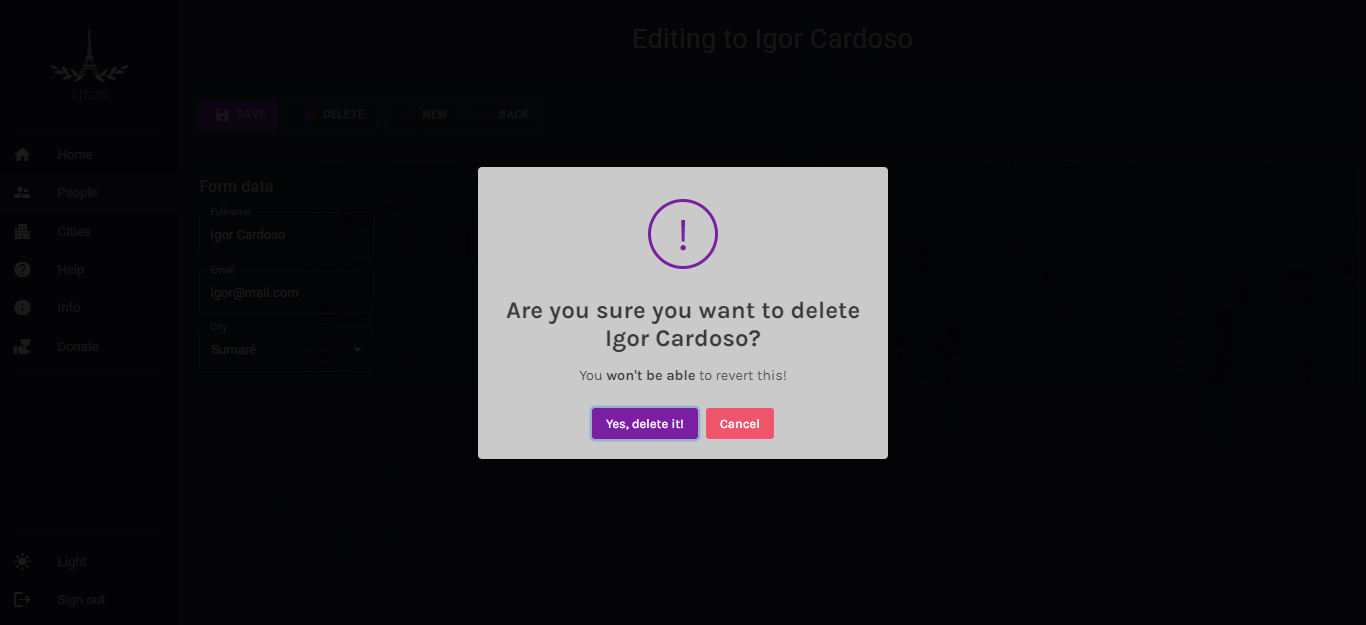 Cities
Editing to Igor Cardoso
SAVE DELETE NEW BACK
Home
People
Cities
Help
Info
Donate
Form data
Fullname
Igor Cardoso
Email
igor@mail.com
City
Sumaré
!
Are you sure you want to delete
Igor Cardoso?
You won't be able to revert this!
Yes, delete it! Cancel
Light
Sign out